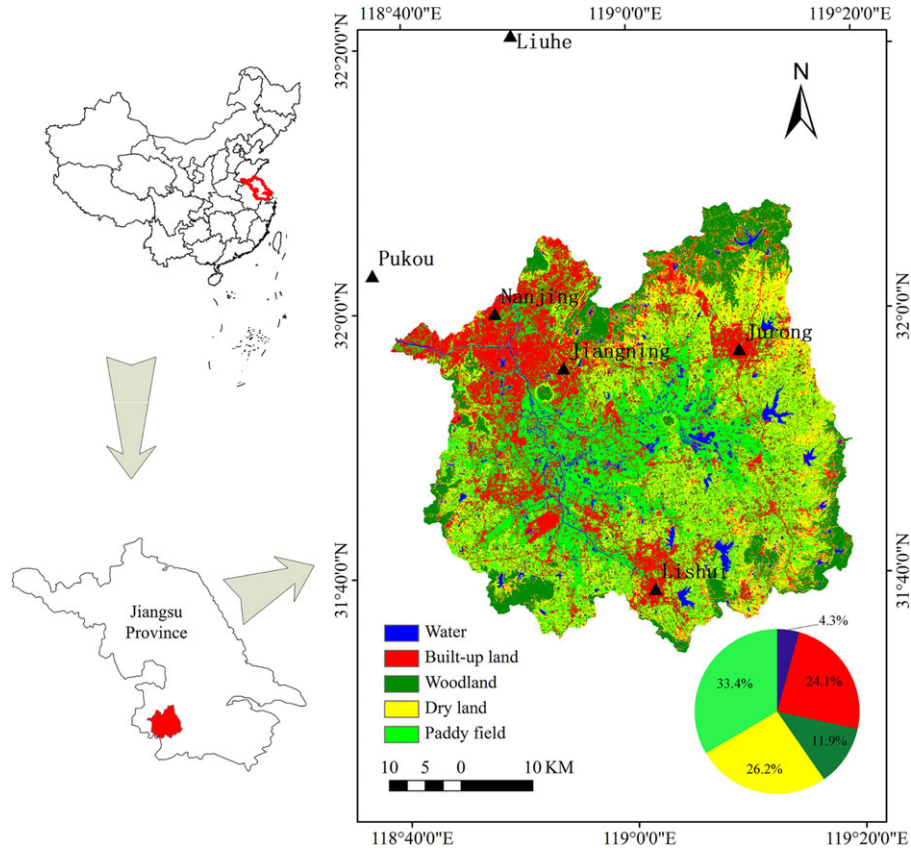 118°40'0"E
119°0'0"E
119°20'0"E
32°20'0"N
Liuhe
N
Pukou
Nanjing
32°0'0"N
32°0'0"N
Jurong
Jiangning
31°40'0"N
31°40'0"N
Lishui
Jiangsu
Province
Water
Built-up land
Woodland
Dry land
Paddy field
4.3%
24.1%
33.4%
11.9%
26.2%
10 5 0 10 KM
118°40'0"E
119°0'0"E
119°20'0"E